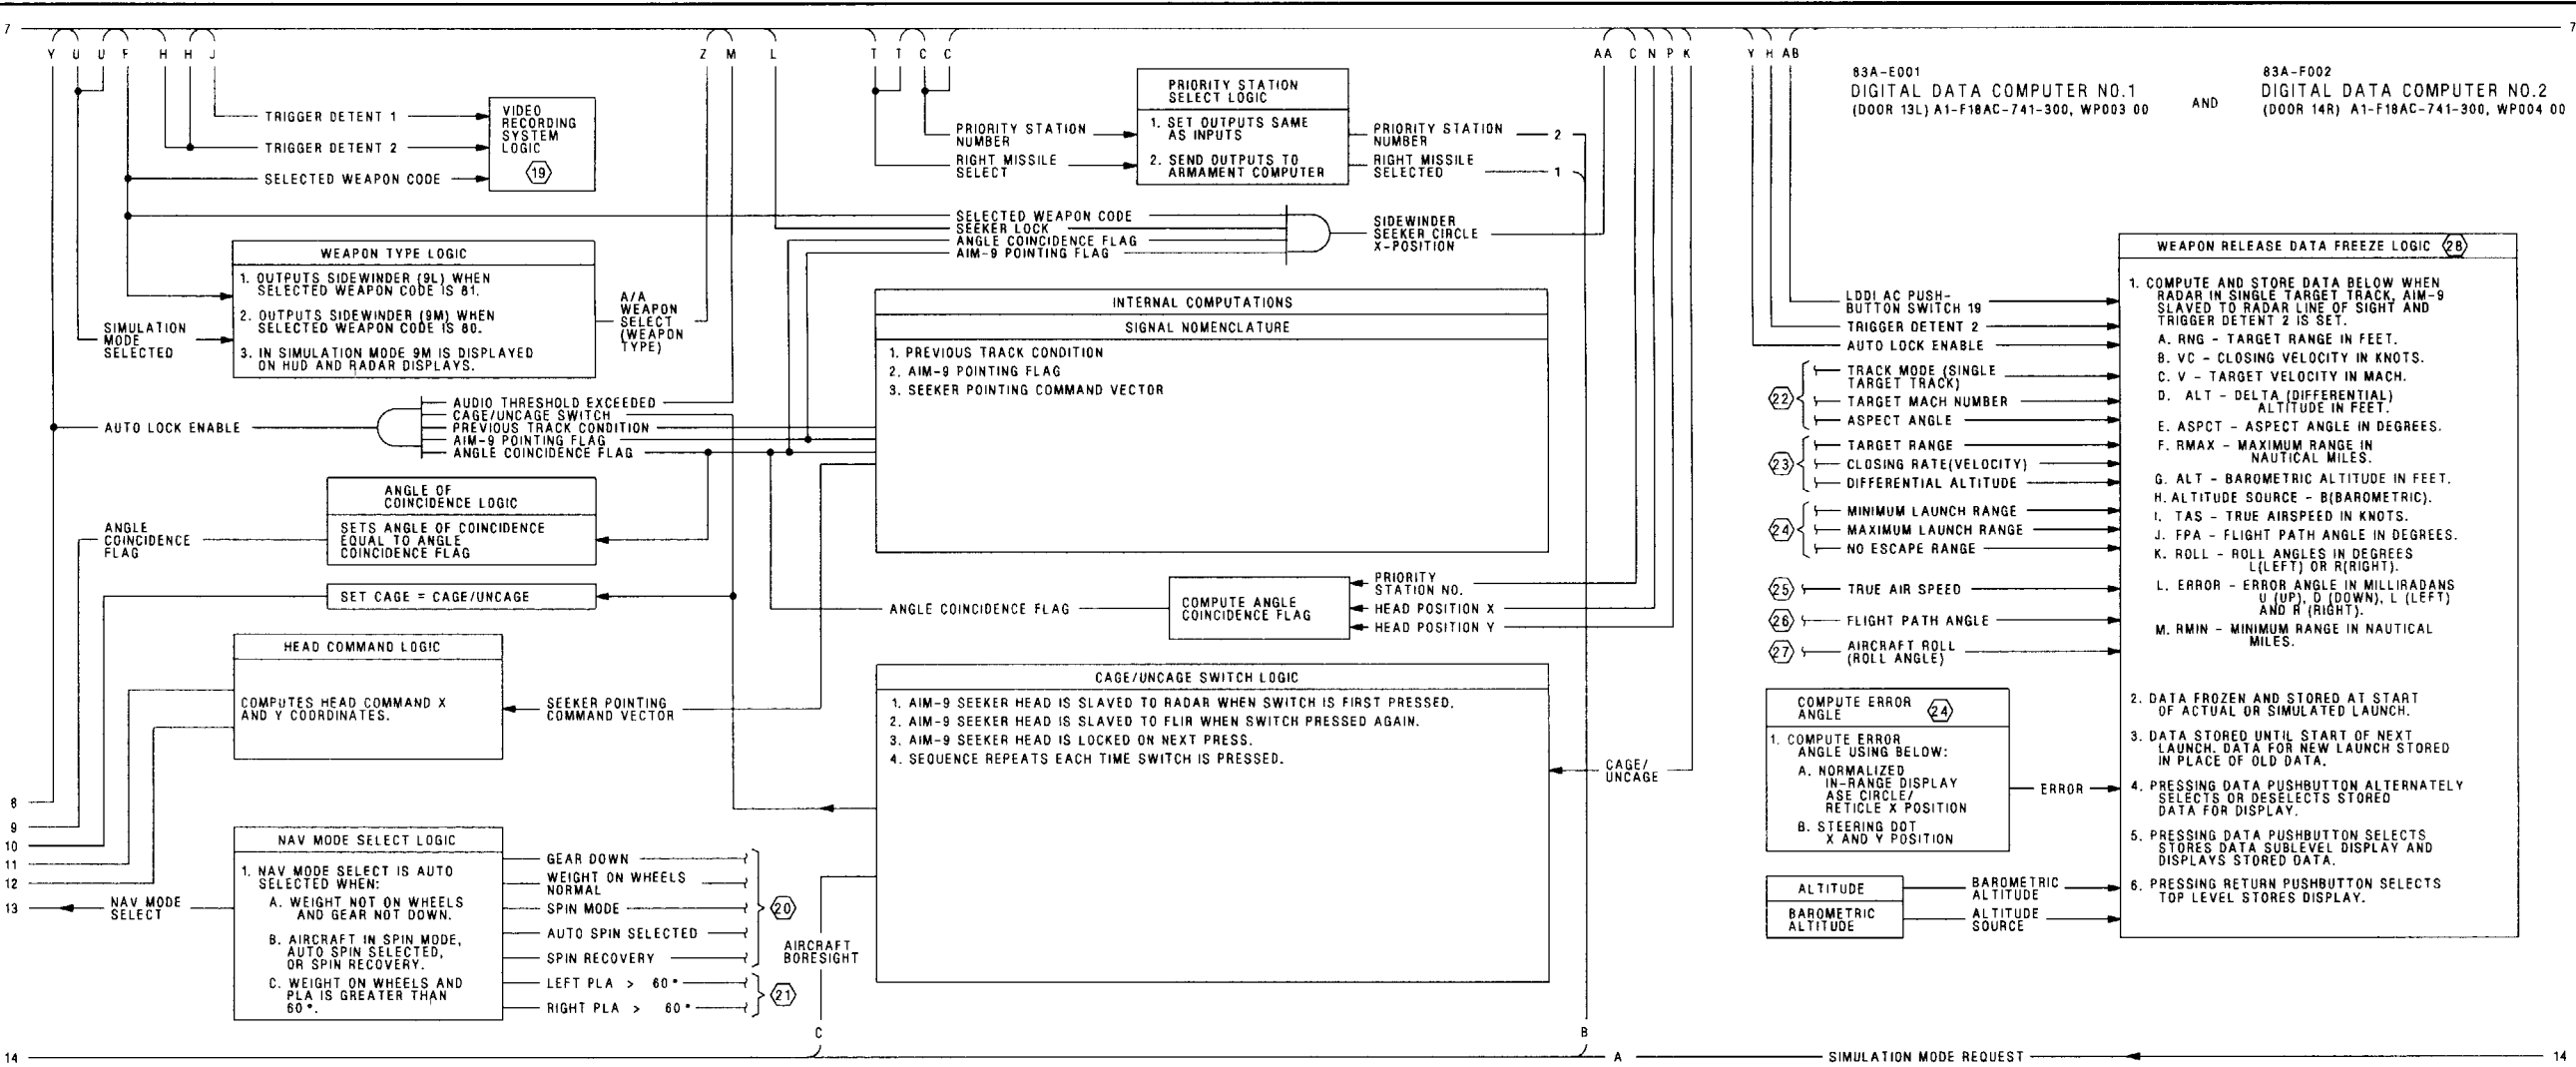 7
7
Y U U F H H J
Z M L
T T C C
AA C N P K
Y H AB
83A-E001
DIGITAL DATA COMPUTER NO.1
(DOOR 13L) A1-F18AC-741-300, WP003 00
AND
83A-F002
DIGITAL DATA COMPUTER NO.2
(DOOR 14R) A1-F18AC-741-300, WP004 00
TRIGGER DETENT 1
TRIGGER DETENT 2
SELECTED WEAPON CODE
VIDEO
RECORDING
SYSTEM
LOGIC
19
PRIORITY STATION
NUMBER
RIGHT MISSILE
SELECT
PRIORITY STATION
SELECT LOGIC
1. SET OUTPUTS SAME
AS INPUTS
2. SEND OUTPUTS TO
ARMAMENT COMPUTER
PRIORITY STATION
NUMBER
2
RIGHT MISSILE
SELECTED
1
SELECTED WEAPON CODE
SEEKER LOCK
ANGLE COINCIDENCE FLAG
AIM-9 POINTING FLAG
SIDEWINDER
SEEKER CIRCLE
X-POSITION
SIMULATION
MODE
SELECTED
WEAPON TYPE LOGIC
1. OUTPUTS SIDEWINDER (9L) WHEN
SELECTED WEAPON CODE IS 81.
2. OUTPUTS SIDEWINDER (9M) WHEN
SELECTED WEAPON CODE IS 80.
3. IN SIMULATION MODE 9M IS DISPLAYED
ON HUD AND RADAR DISPLAYS.
A/A
WEAPON
SELECT
(WEAPON
TYPE)
INTERNAL COMPUTATIONS
SIGNAL NOMENCLATURE
1. PREVIOUS TRACK CONDITION
2. AIM-9 POINTING FLAG
3. SEEKER POINTING COMMAND VECTOR
AUTO LOCK ENABLE
AUDIO THRESHOLD EXCEEDED
CAGE/UNCAGE SWITCH
PREVIOUS TRACK CONDITION
AIM-9 POINTING FLAG
ANGLE COINCIDENCE FLAG
ANGLE
COINCIDENCE
FLAG
ANGLE OF
COINCIDENCE LOGIC
SETS ANGLE OF COINCIDENCE
EQUAL TO ANGLE
COINCIDENCE FLAG
SET CAGE = CAGE/UNCAGE
ANGLE COINCIDENCE FLAG
COMPUTE ANGLE
COINCIDENCE FLAG
PRIORITY
STATION NO.
HEAD POSITION X
HEAD POSITION Y
HEAD COMMAND LOGIC
COMPUTES HEAD COMMAND X
AND Y COORDINATES.
SEEKER POINTING
COMMAND VECTOR
CAGE/UNCAGE SWITCH LOGIC
1. AIM-9 SEEKER HEAD IS SLAVED TO RADAR WHEN SWITCH IS FIRST PRESSED.
2. AIM-9 SEEKER HEAD IS SLAVED TO FLIR WHEN SWITCH PRESSED AGAIN.
3. AIM-9 SEEKER HEAD IS LOCKED ON NEXT PRESS.
4. SEQUENCE REPEATS EACH TIME SWITCH IS PRESSED.
CAGE/
UNCAGE
8
9
10
11
12
13
NAV MODE
SELECT
NAV MODE SELECT LOGIC
1. NAV MODE SELECT IS AUTO
SELECTED WHEN:
A. WEIGHT NOT ON WHEELS
AND GEAR NOT DOWN.
B. AIRCRAFT IN SPIN MODE,
AUTO SPIN SELECTED,
OR SPIN RECOVERY.
C. WEIGHT ON WHEELS AND
PLA IS GREATER THAN
60°.
GEAR DOWN
WEIGHT ON WHEELS
NORMAL
SPIN MODE
AUTO SPIN SELECTED
SPIN RECOVERY
20
LEFT PLA > 60°
RIGHT PLA > 60°
21
AIRCRAFT
BORESIGHT
C
B
LDDI AC PUSH-
BUTTON SWITCH 19
TRIGGER DETENT 2
AUTO LOCK ENABLE
22
TRACK MODE (SINGLE
TARGET TRACK)
TARGET MACH NUMBER
ASPECT ANGLE
23
TARGET RANGE
CLOSING RATE(VELOCITY)
DIFFERENTIAL ALTITUDE
24
MINIMUM LAUNCH RANGE
MAXIMUM LAUNCH RANGE
NO ESCAPE RANGE
25
TRUE AIR SPEED
26
FLIGHT PATH ANGLE
27
AIRCRAFT ROLL
(ROLL ANGLE)
COMPUTE ERROR
ANGLE
24
1. COMPUTE ERROR
ANGLE USING BELOW:
A. NORMALIZED
IN-RANGE DISPLAY
ASE CIRCLE/
RETICLE X POSITION
B. STEERING DOT
X AND Y POSITION
ERROR
ALTITUDE
BAROMETRIC
ALTITUDE
BAROMETRIC
ALTITUDE
ALTITUDE
SOURCE
WEAPON RELEASE DATA FREEZE LOGIC 28
1. COMPUTE AND STORE DATA BELOW WHEN
RADAR IN SINGLE TARGET TRACK, AIM-9
SLAVED TO RADAR LINE OF SIGHT AND
TRIGGER DETENT 2 IS SET.
A. RNG - TARGET RANGE IN FEET.
B. VC - CLOSING VELOCITY IN KNOTS.
C. V - TARGET VELOCITY IN MACH.
D. ALT - DELTA (DIFFERENTIAL)
ALTITUDE IN FEET.
E. ASPCT - ASPECT ANGLE IN DEGREES.
F. RMAX - MAXIMUM RANGE IN
NAUTICAL MILES.
G. ALT - BAROMETRIC ALTITUDE IN FEET.
H. ALTITUDE SOURCE - B(BAROMETRIC).
I. TAS - TRUE AIRSPEED IN KNOTS.
J. FPA - FLIGHT PATH ANGLE IN DEGREES.
K. ROLL - ROLL ANGLES IN DEGREES
L(LEFT) OR R(RIGHT).
L. ERROR - ERROR ANGLE IN MILLIRADANS
U (UP), D (DOWN), L (LEFT)
AND R (RIGHT).
M. RMIN - MINIMUM RANGE IN NAUTICAL
MILES.
2. DATA FROZEN AND STORED AT START
OF ACTUAL OR SIMULATED LAUNCH.
3. DATA STORED UNTIL START OF NEXT
LAUNCH. DATA FOR NEW LAUNCH STORED
IN PLACE OF OLD DATA.
4. PRESSING DATA PUSHBUTTON ALTERNATELY
SELECTS OR DESELECTS STORED
DATA FOR DISPLAY.
5. PRESSING DATA PUSHBUTTON SELECTS
STORES DATA SUBLEVEL DISPLAY AND
DISPLAYS STORED DATA.
6. PRESSING RETURN PUSHBUTTON SELECTS
TOP LEVEL STORES DISPLAY.
14
A
SIMULATION MODE REQUEST
14